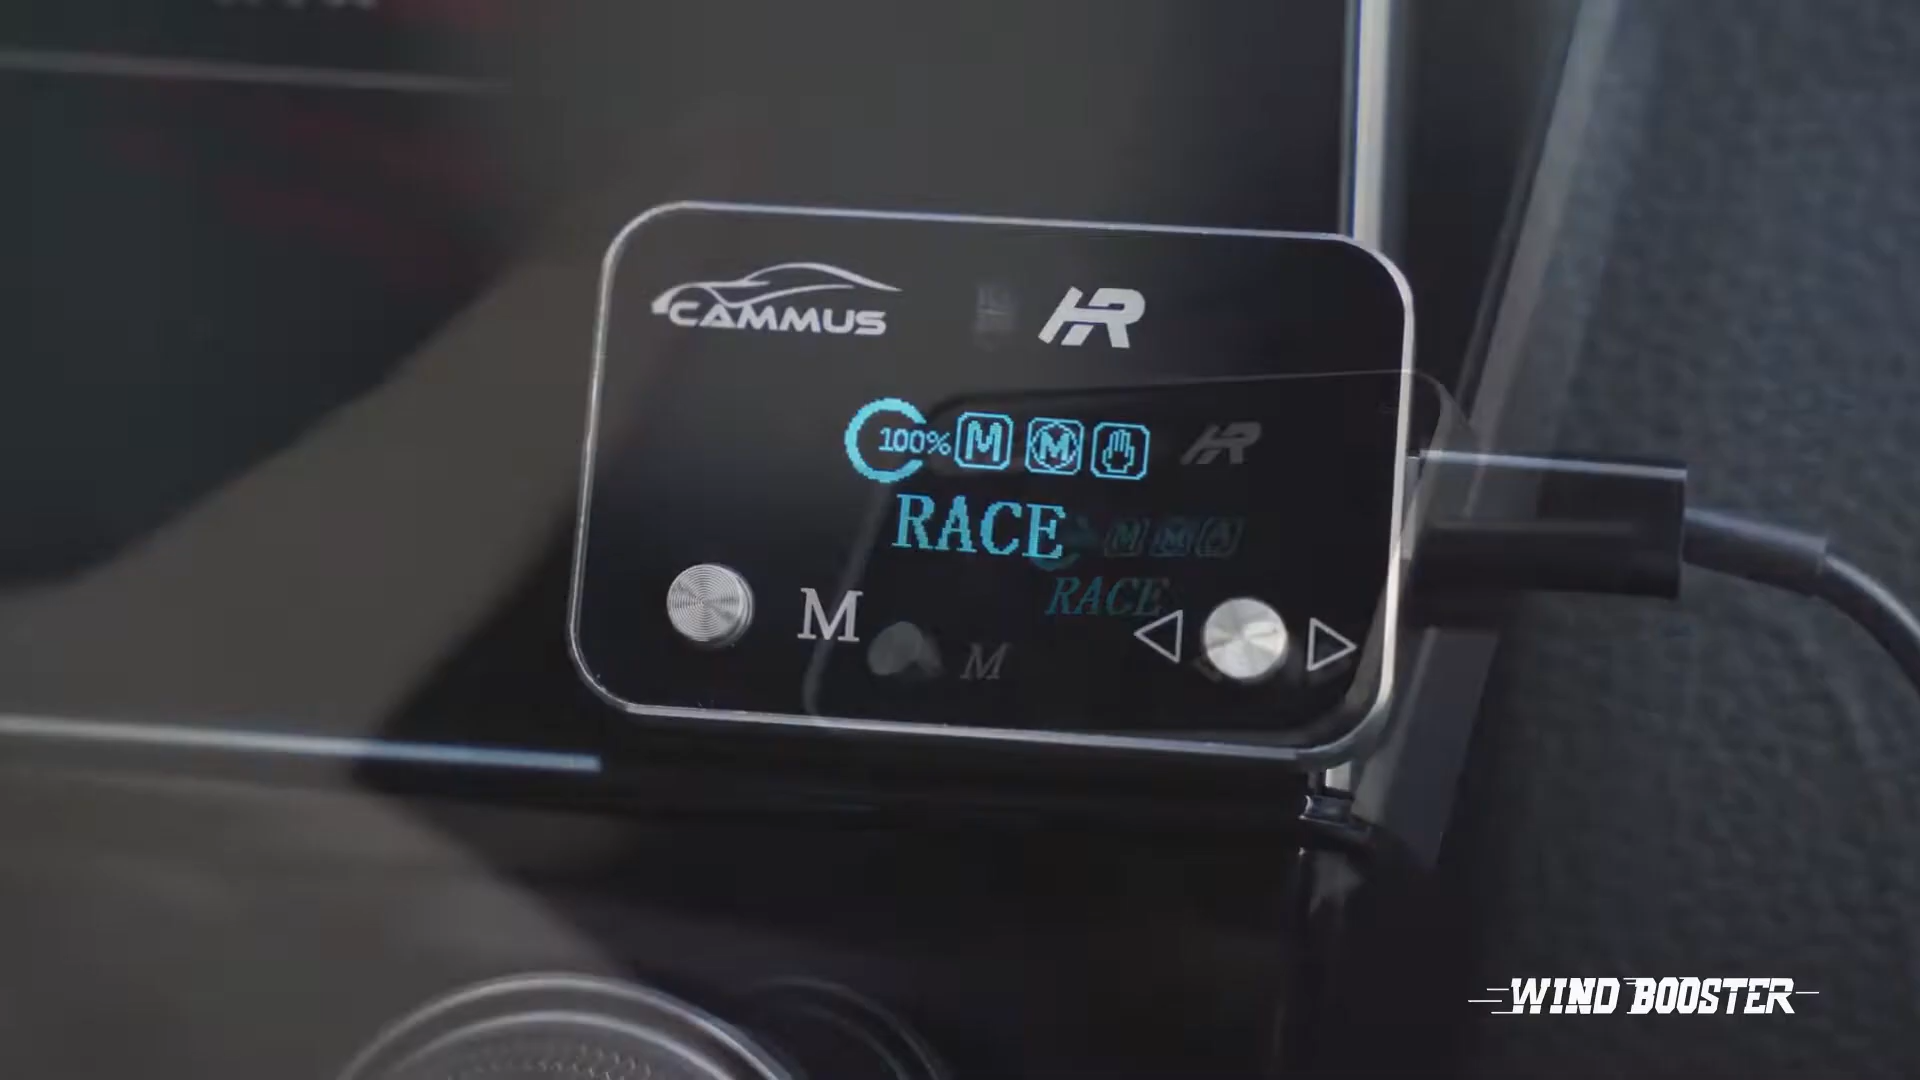 CAMMUS
HR
100% M M
HR
RACE
M M M
RACE
M
M
WIND BOOSTER